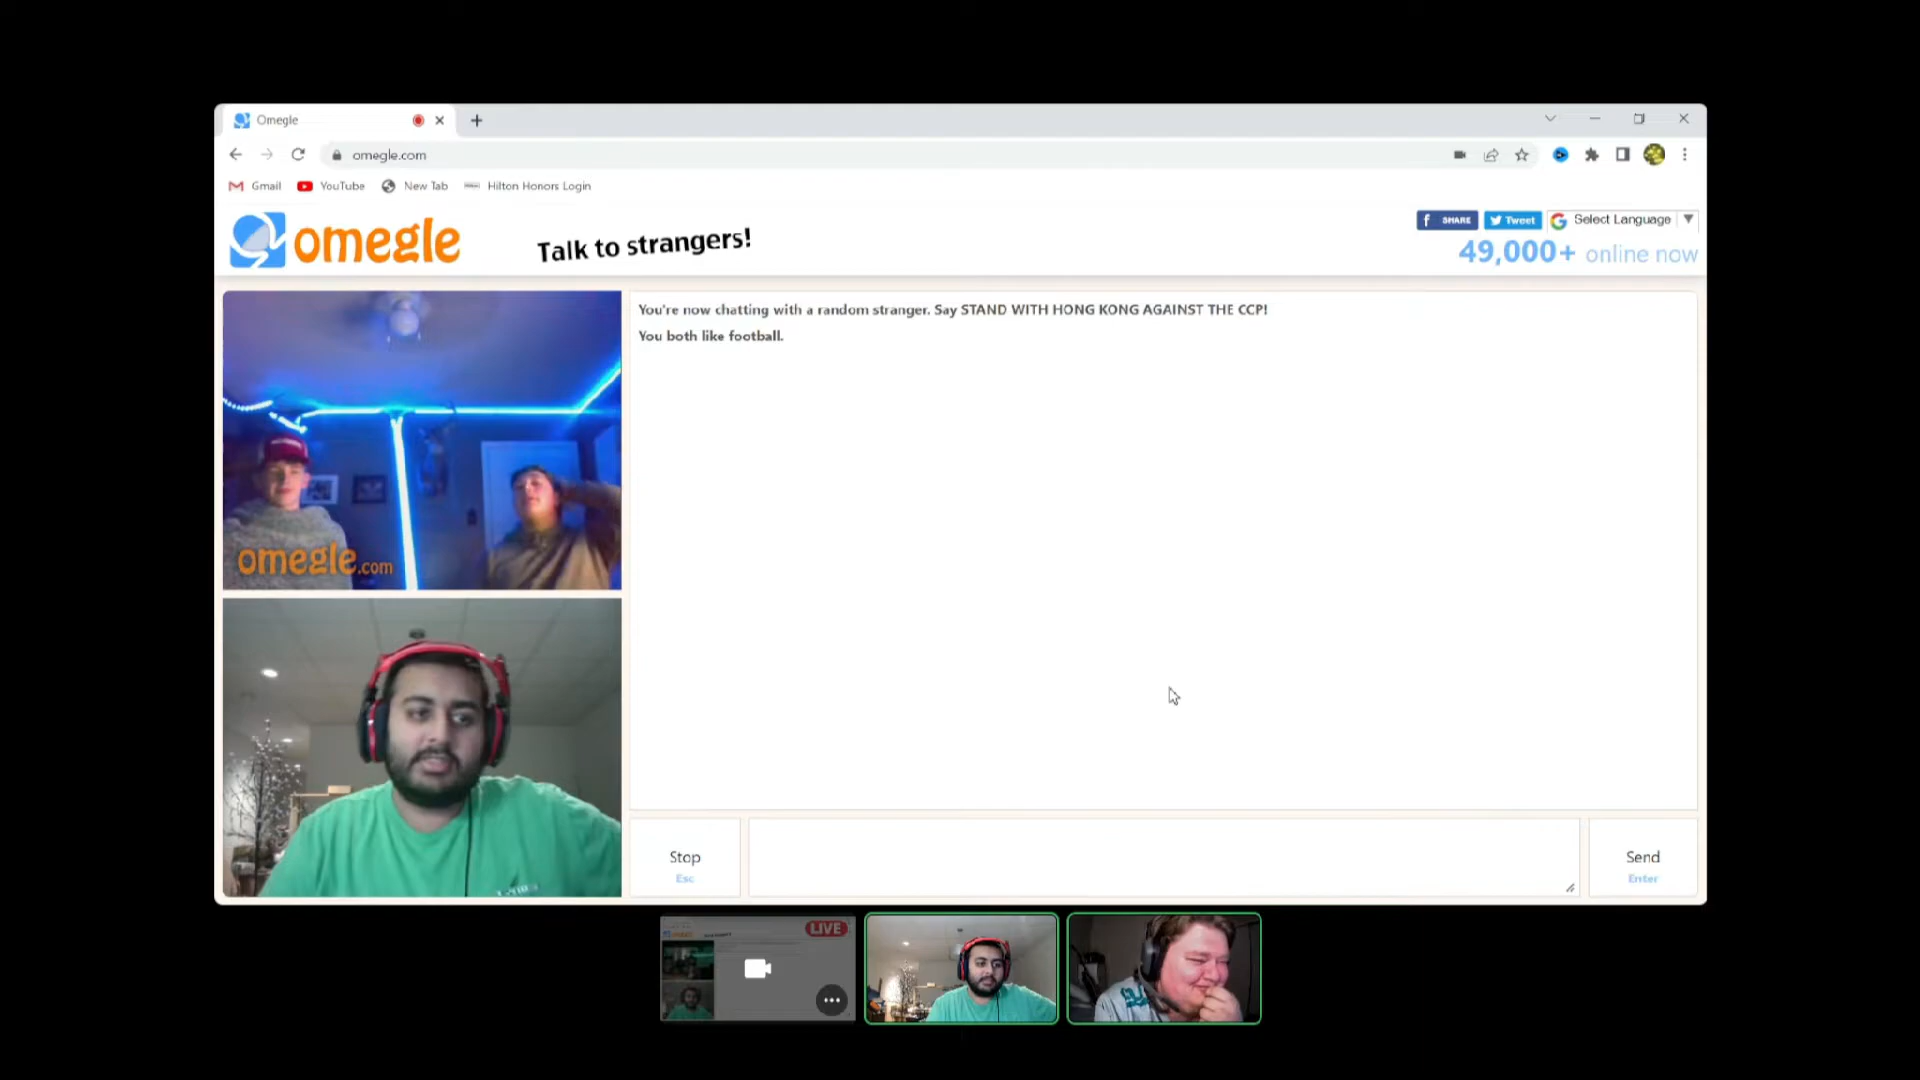 Omegle
omegle.com
Gmail
YouTube
New Tab
Hilton Honors Login
omegle
Talk to strangers!
SHARE
Tweet
Select Language
49,000+ online now
You're now chatting with a random stranger. Say STAND WITH HONG KONG AGAINST THE CCP!
You both like football.
omegle.com
Stop
Esc
Send
Enter
LIVE